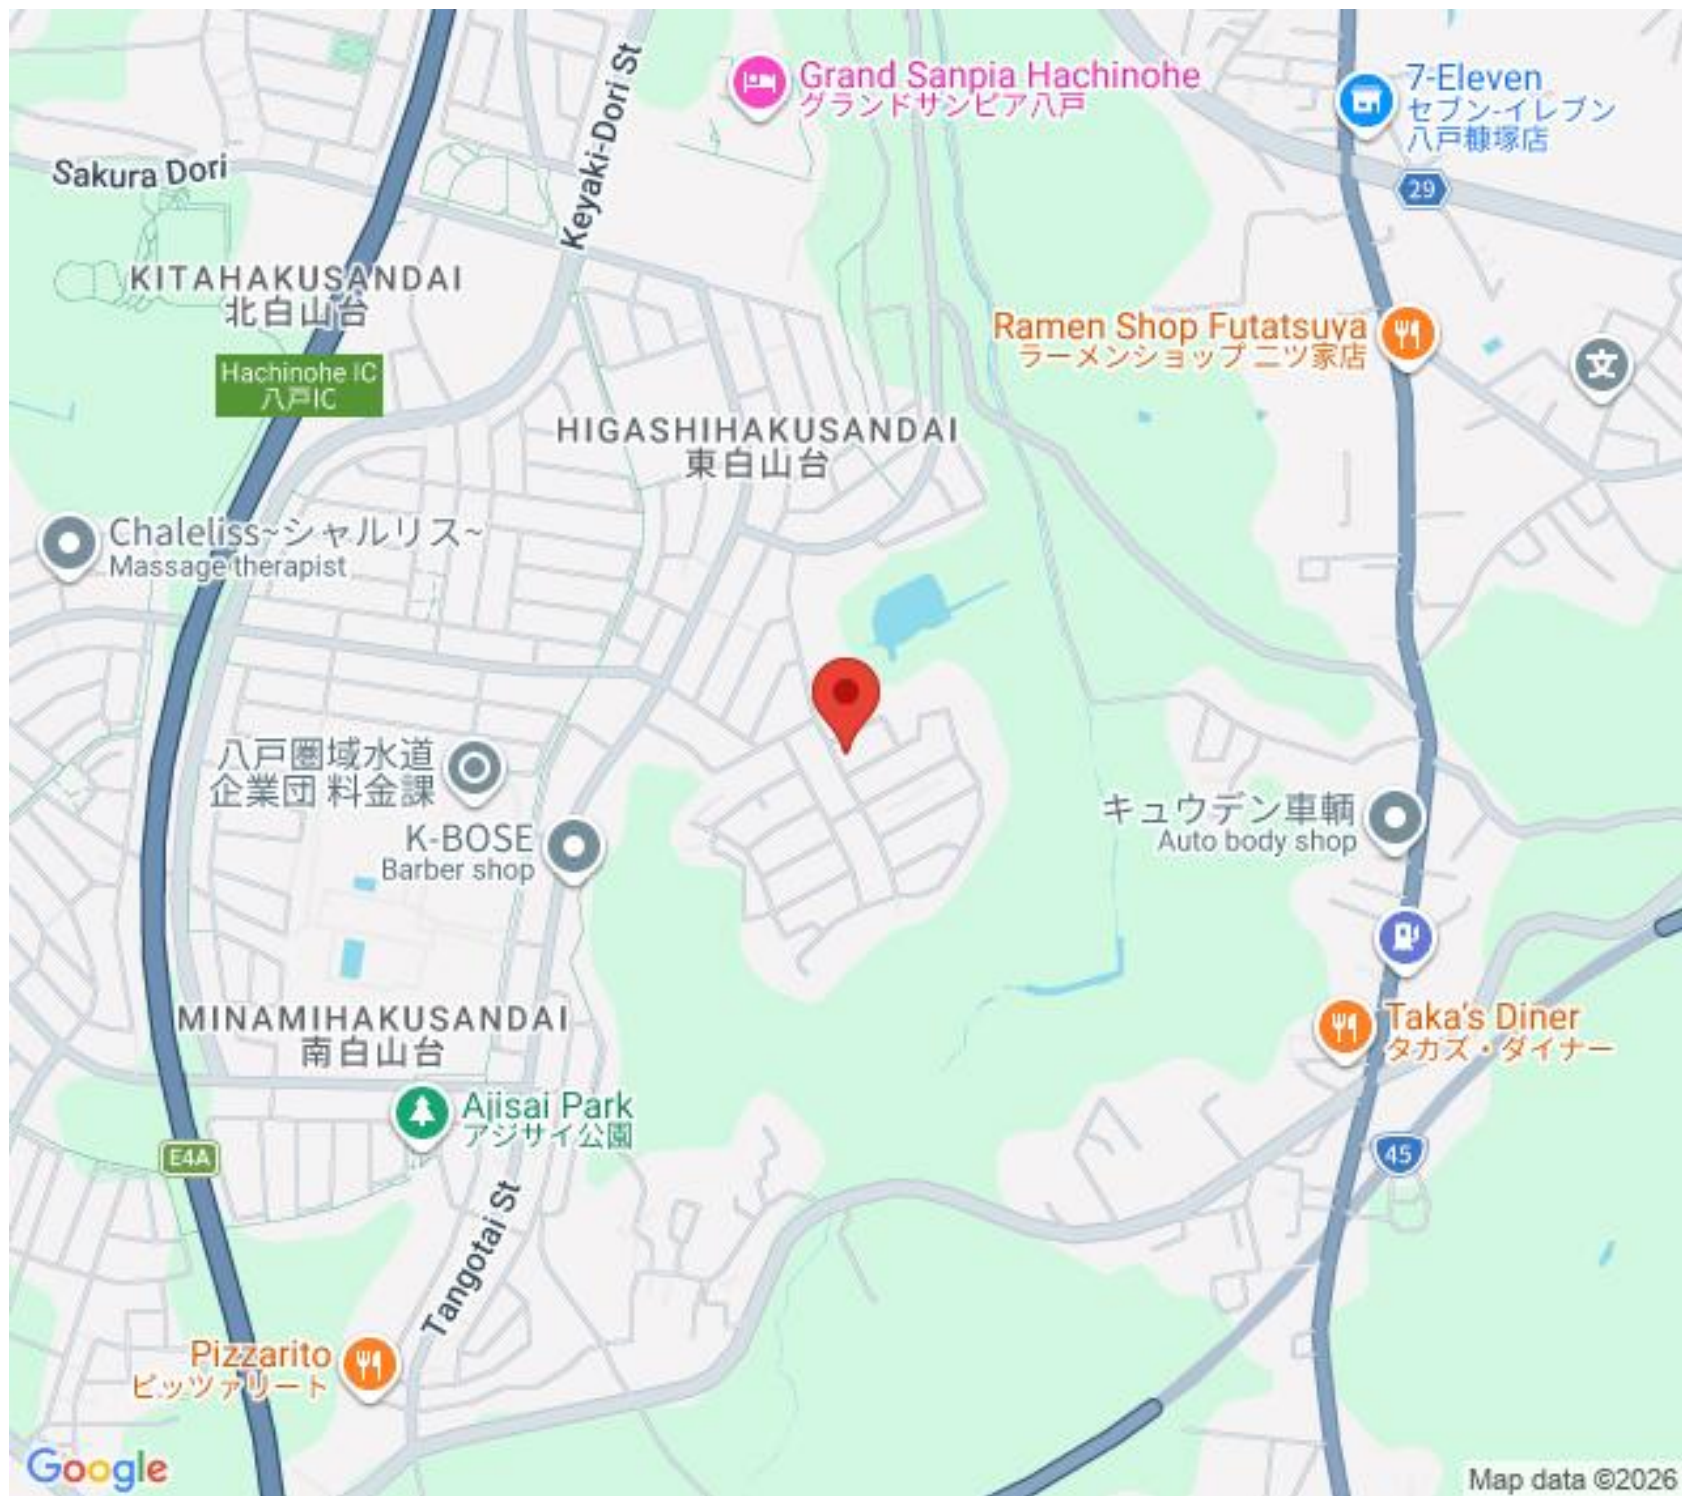 Grand Sanpia Hachinohe
グランドサンピア八戸
7-Eleven
セブン-イレブン
八戸糠塚店
29
Sakura Dori
Keyaki-Dori St
KITAHAKUSANDAI
北白山台
Hachinohe IC
八戸IC
Ramen Shop Futatsuya
ラーメンショップ 二ツ家店
文
HIGASHIHAKUSANDAI
東白山台
Chaleliss~シャルリス~
Massage therapist
八戸圏域水道
企業団 料金課
K-BOSE
Barber shop
キュウデン車輌
Auto body shop
MINAMIHAKUSANDAI
南白山台
Taka's Diner
タカズ・ダイナー
Ajisai Park
アジサイ公園
E4A
45
Tangotai St
Pizzarito
ピッツァリート
Google
Map data ©2026